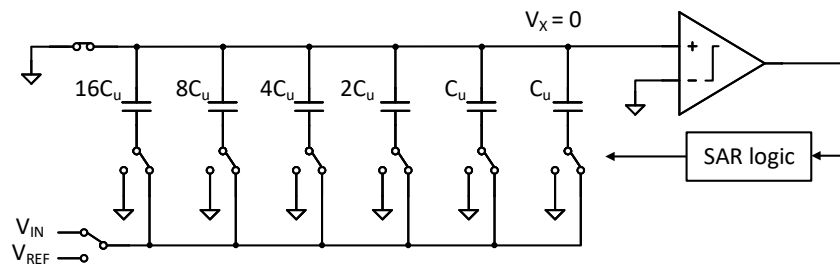 V_X = 0
16C_u 8C_u 4C_u 2C_u C_u C_u
+
-
SAR logic
V_IN
V_REF